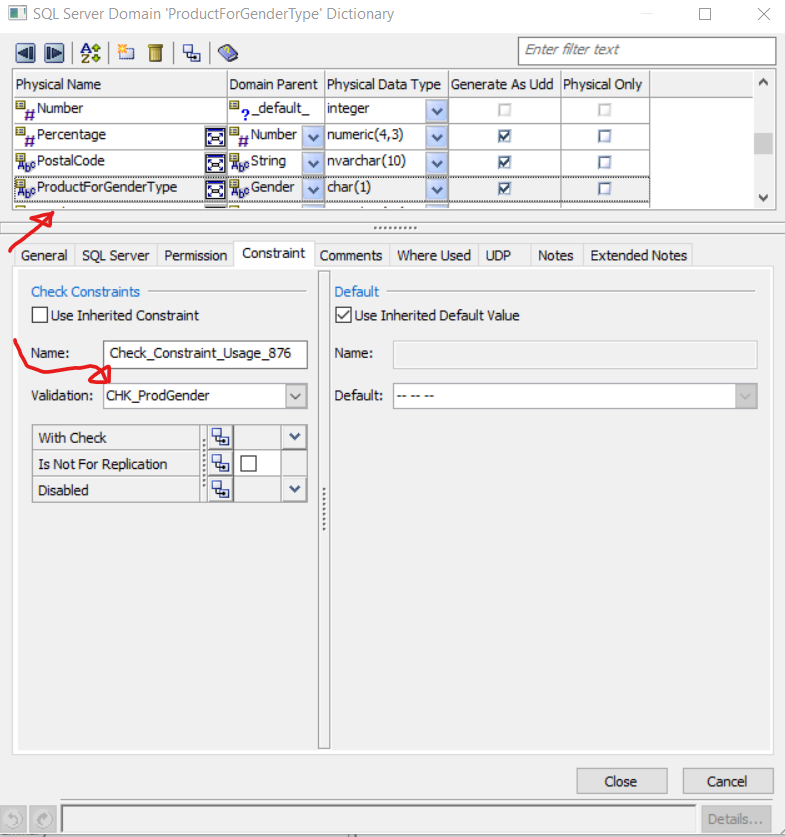 SQL Server Domain 'ProductForGenderType' Dictionary
Enter filter text
Physical Name Domain Parent Physical Data Type Generate As Udd Physical Only
Number _default_ integer
Percentage Number numeric(4,3)
PostalCode String nvarchar(10)
ProductForGenderType Gender char(1)
General SQL Server Permission Constraint Comments Where Used UDP Notes Extended Notes
Check Constraints Default
Use Inherited Constraint Use Inherited Default Value
Name: Check_Constraint_Usage_876 Name:
Validation: CHK_ProdGender Default: -- -- --
With Check
Is Not For Replication
Disabled
Close Cancel
Details...